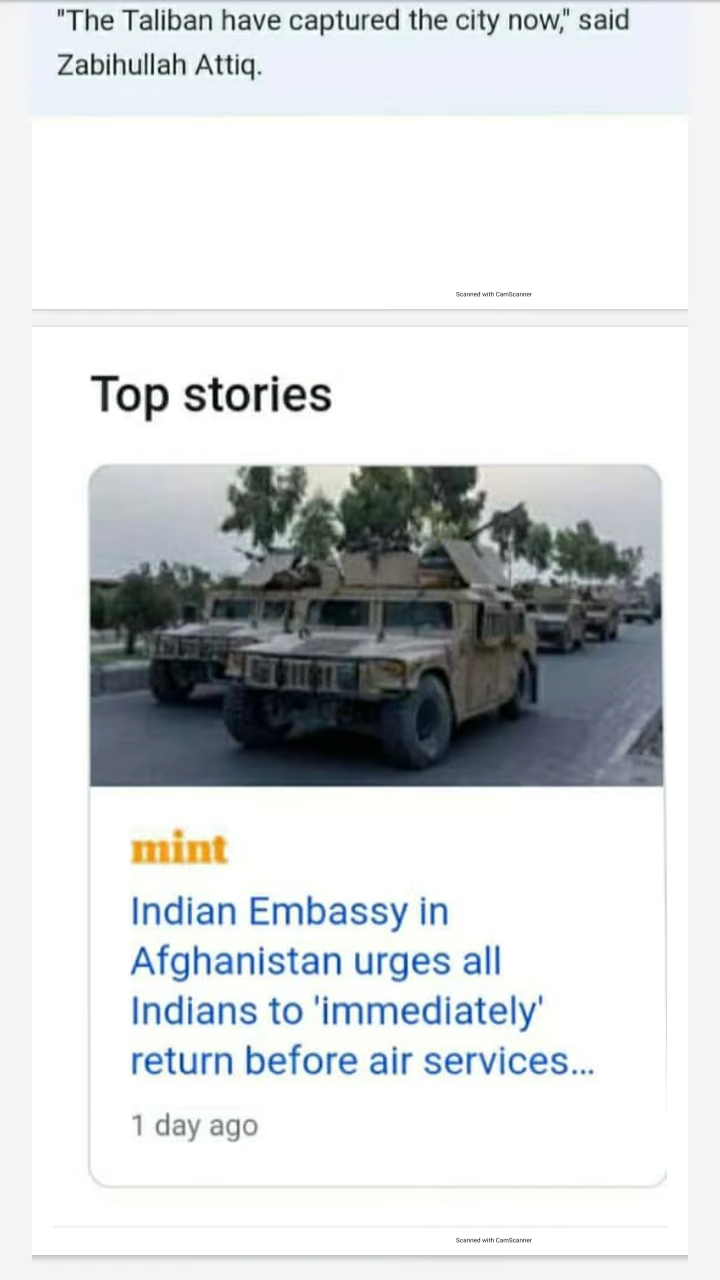 "The Taliban have captured the city now," said
Zabihullah Attiq.
Scanned with CamScanner
Top stories
mint
Indian Embassy in
Afghanistan urges all
Indians to 'immediately'
return before air services...
1 day ago
Scanned with CamScanner